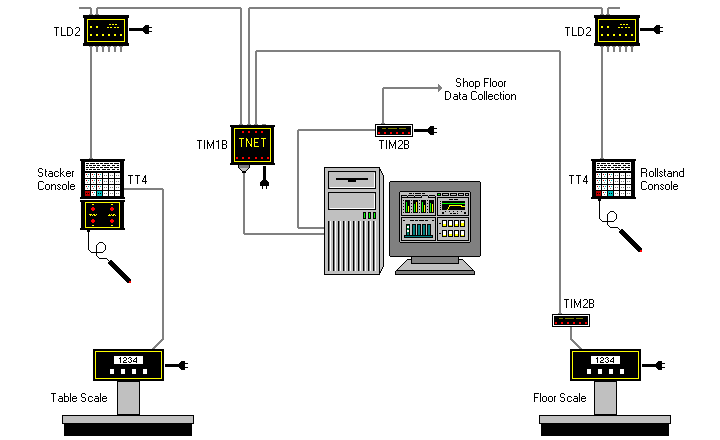 TLD2
TLD2
Shop Floor
Data Collection
TIM1B
TNET
TIM2B
Stacker
Console
TT4
TT4
Rollstand
Console
TIM2B
1234
1234
Table Scale
Floor Scale